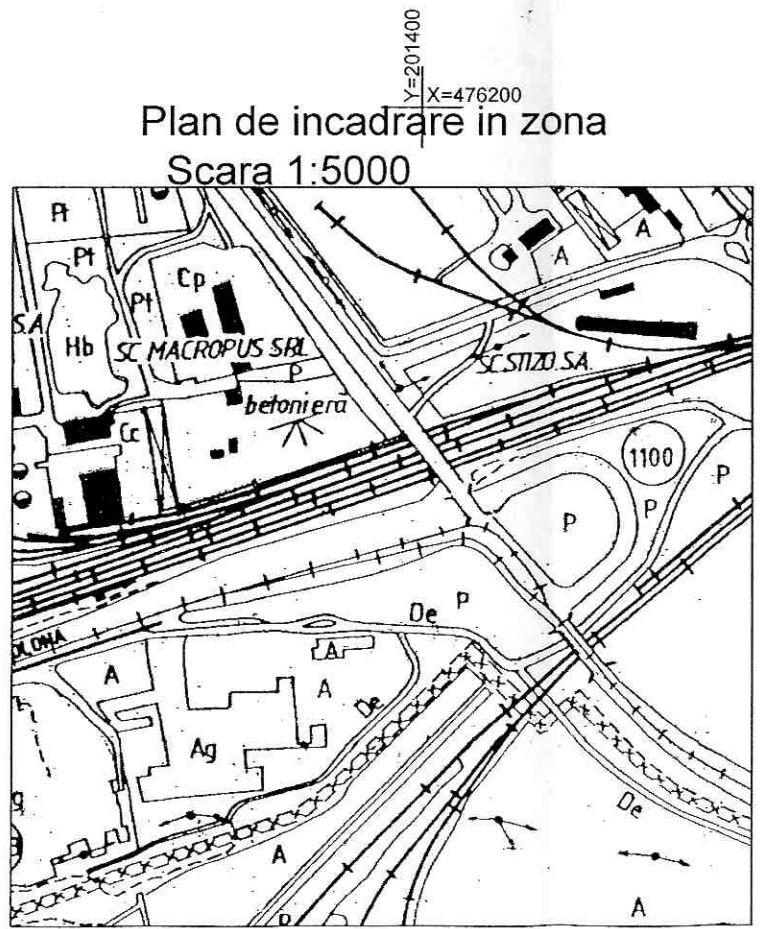 Y=201400
X=476200
Plan de incadrare in zona
Scara 1:5000
Pt
Pt
Pt
Cp
A
A
S.A
Hb
SC MACROPUS SRL
P
SC.STIZO S.A.
betonieră
Cc
1100
P
P
P
De
P
A
A
A
De
Ag
De
A
A